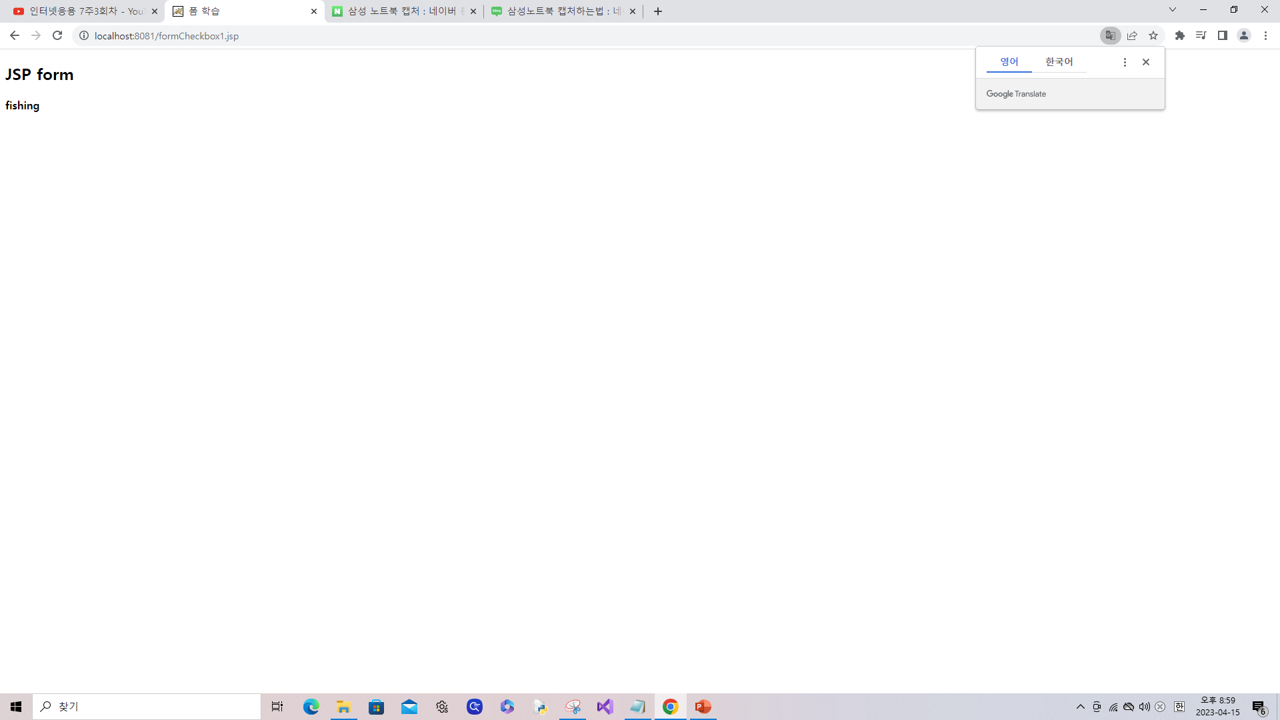 인터넷응용 7주3회차 - You
폼 학습
삼성 노트북 캡처 : 네이버
삼성노트북 캡처하는법 : 네
localhost:8081/formCheckbox1.jsp
영어
한국어
Google Translate
JSP form
fishing
찾기
한
오후 8:59
2023-04-15
6